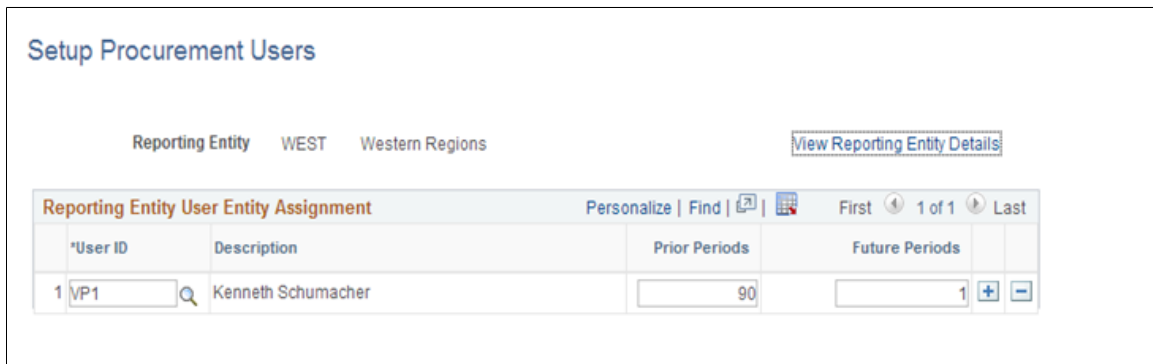 Setup Procurement Users
Reporting Entity WEST Western Regions View Reporting Entity Details
Reporting Entity User Entity Assignment Personalize | Find | | First 1 of 1 Last
*User ID Description Prior Periods Future Periods
1 VP1 Kenneth Schumacher 90 1 + -